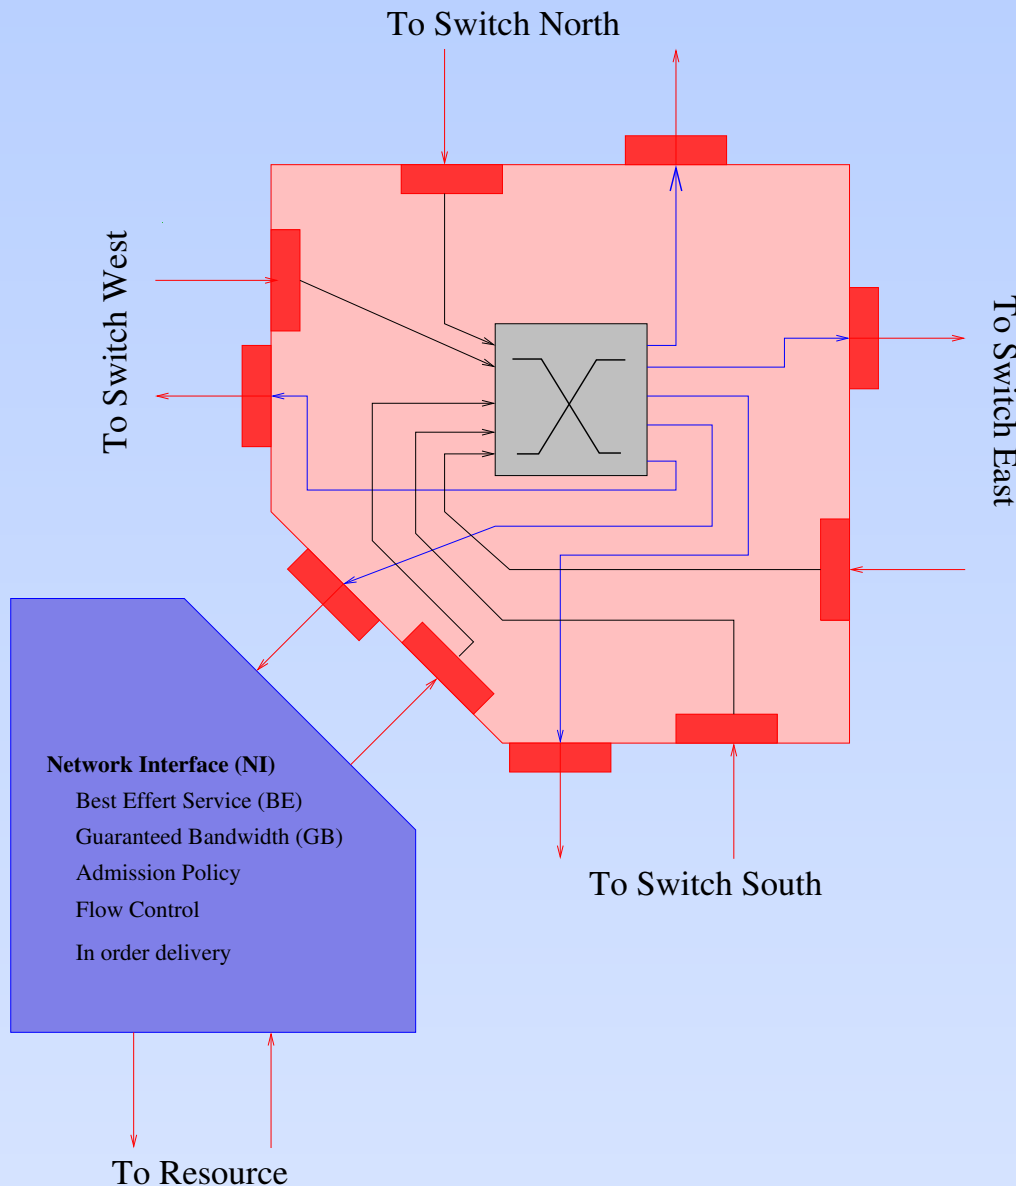 To Switch North
To Switch West
To Switch East
Network Interface (NI)
Best Effert Service (BE)
Guaranteed Bandwidth (GB)
Admission Policy
Flow Control
In order delivery
To Switch South
To Resource